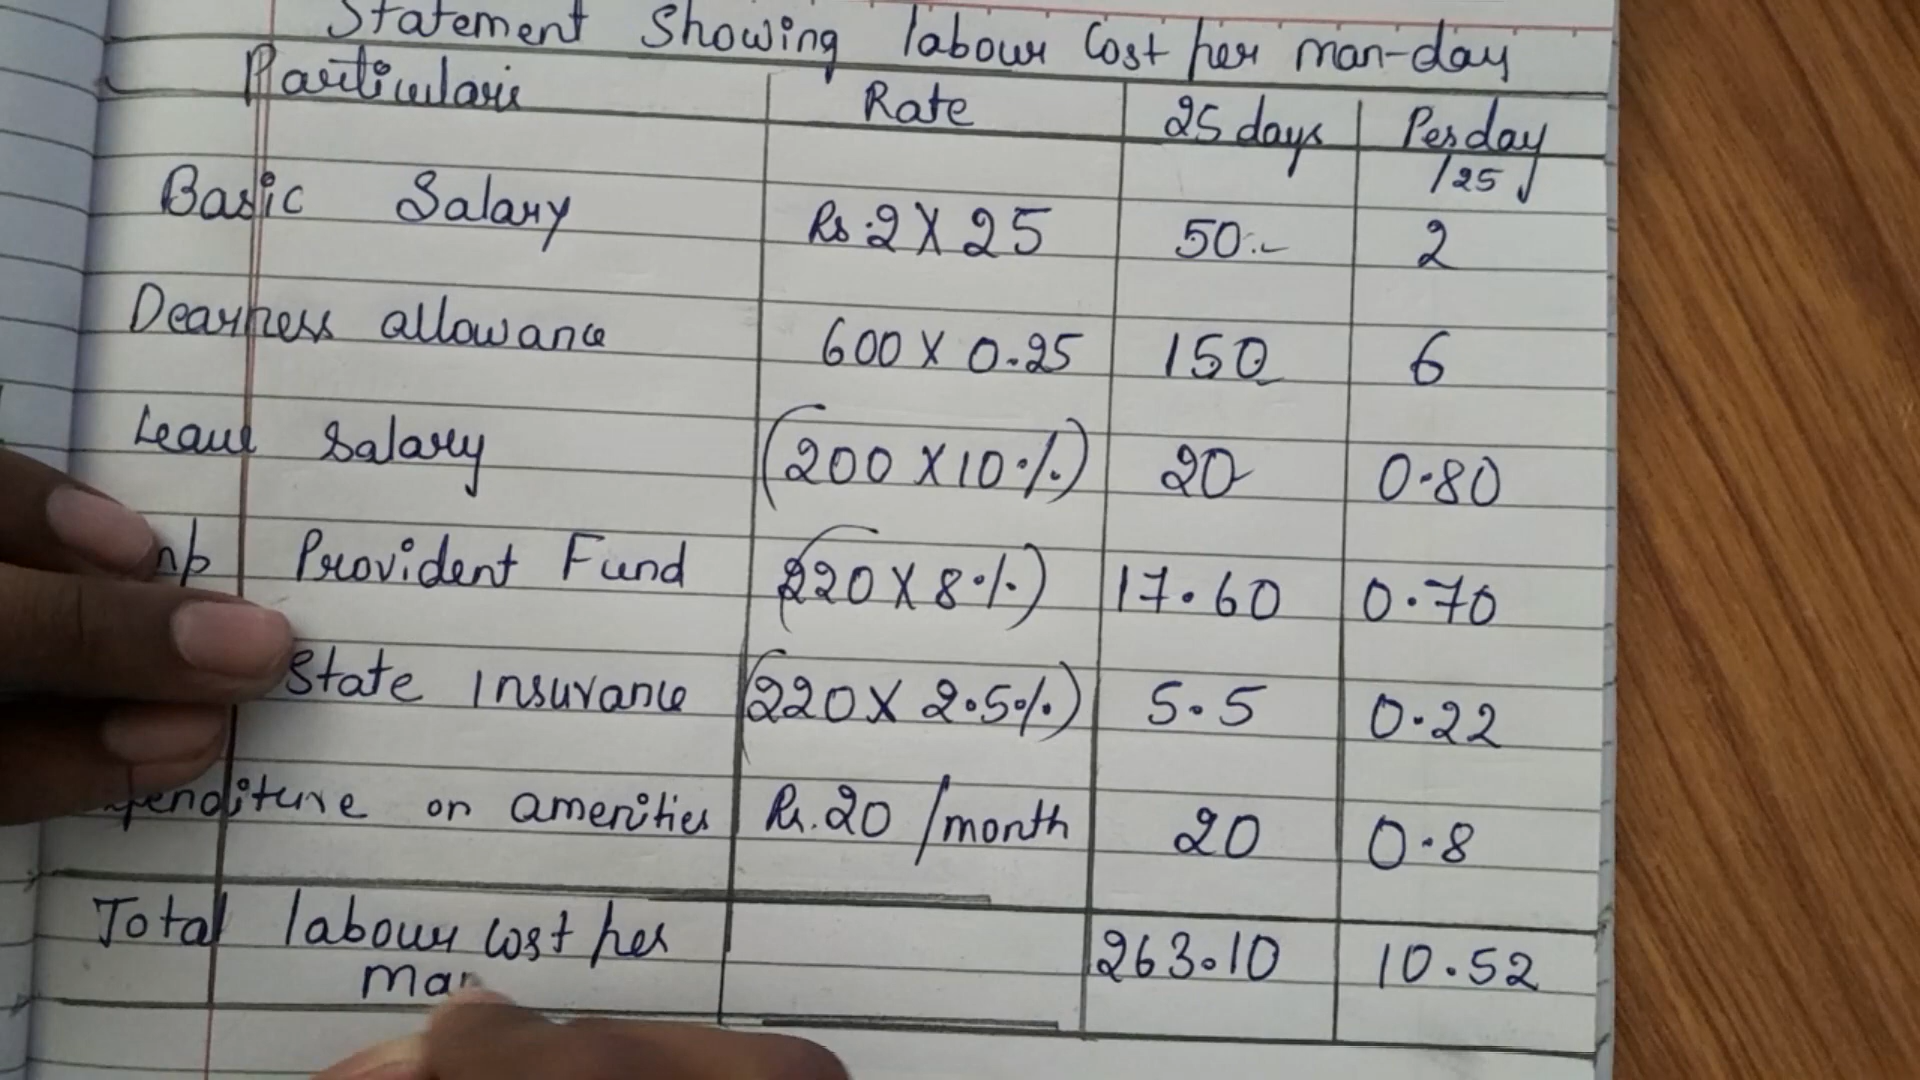 Statement Showing labour Cost per man-day
Particulars Rate 25 days Per day
/25
Basic Salary Rs.2 X 25 50 2
Dearness allowance 600 X 0.25 150 6
Leave Salary (200 X 10%) 20 0.80
Provident Fund (220 X 8%) 17.60 0.70
State Insurance (220 X 2.5%) 5.5 0.22
penditure on amenities Rs.20 /month 20 0.8
Total labour cost per 263.10 10.52
man